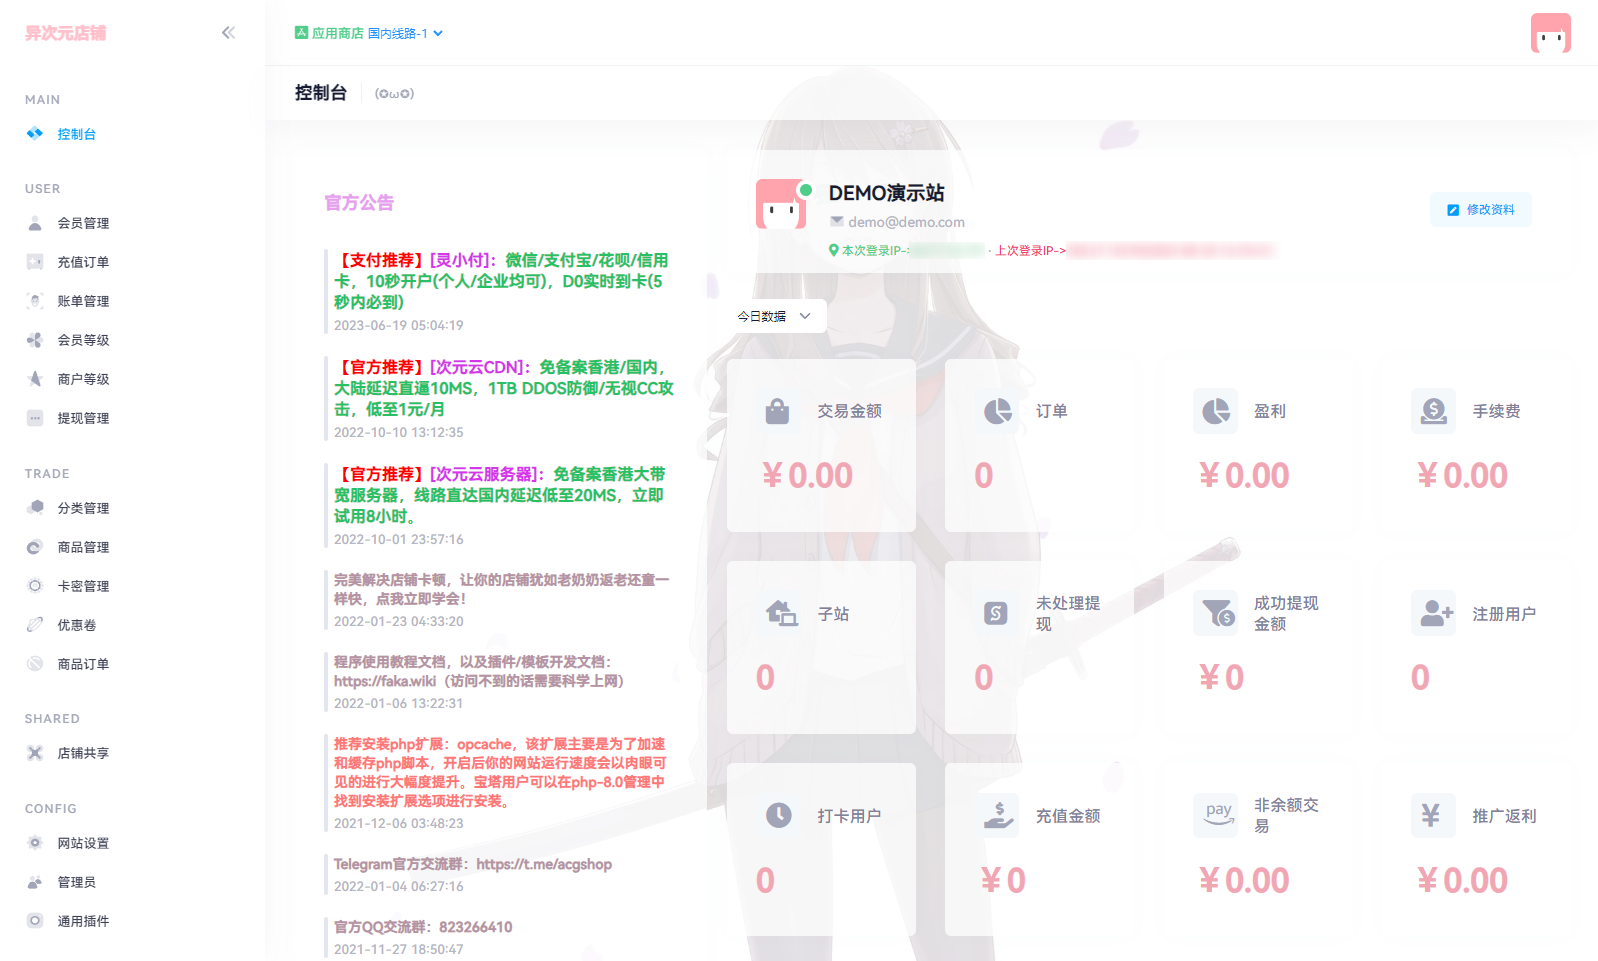 异次元店铺
应用商店 国内线路-1
控制台
(✪ω✪)
MAIN
控制台
USER
会员管理
充值订单
账单管理
会员等级
商户等级
提现管理
TRADE
分类管理
商品管理
卡密管理
优惠卷
商品订单
SHARED
店铺共享
CONFIG
网站设置
管理员
通用插件
官方公告
【支付推荐】[灵小付]：微信/支付宝/花呗/信用
卡，10秒开户(个人/企业均可)，D0实时到卡(5
秒内必到)
2023-06-19 05:04:19
【官方推荐】[次元云CDN]：免备案香港/国内，
大陆延迟直逼10MS，1TB DDOS防御/无视CC攻
击，低至1元/月
2022-10-10 13:12:35
【官方推荐】[次元云服务器]：免备案香港大带
宽服务器，线路直达国内延迟低至20MS，立即
试用8小时。
2022-10-01 23:57:16
完美解决店铺卡顿，让你的店铺犹如老奶奶返老还童一
样快，点我立即学会！
2022-01-23 04:33:20
程序使用教程文档，以及插件/模板开发文档：
https://faka.wiki（访问不到的话需要科学上网）
2022-01-06 13:22:31
推荐安装php扩展：opcache，该扩展主要是为了加速
和缓存php脚本，开启后你的网站运行速度会以肉眼可
见的进行大幅度提升。宝塔用户可以在php-8.0管理中
找到安装扩展选项进行安装。
2021-12-06 03:48:23
Telegram官方交流群：https://t.me/acgshop
2022-01-04 06:27:16
官方QQ交流群：823266410
2021-11-27 18:50:47
DEMO演示站
demo@demo.com
本次登录IP->
· 上次登录IP->
修改资料
今日数据
交易金额
￥0.00
订单
0
盈利
￥0.00
手续费
￥0.00
子站
0
未处理提
现
0
成功提现
金额
￥0
注册用户
0
打卡用户
0
充值金额
￥0
pay
非余额交
易
￥0.00
推广返利
￥0.00